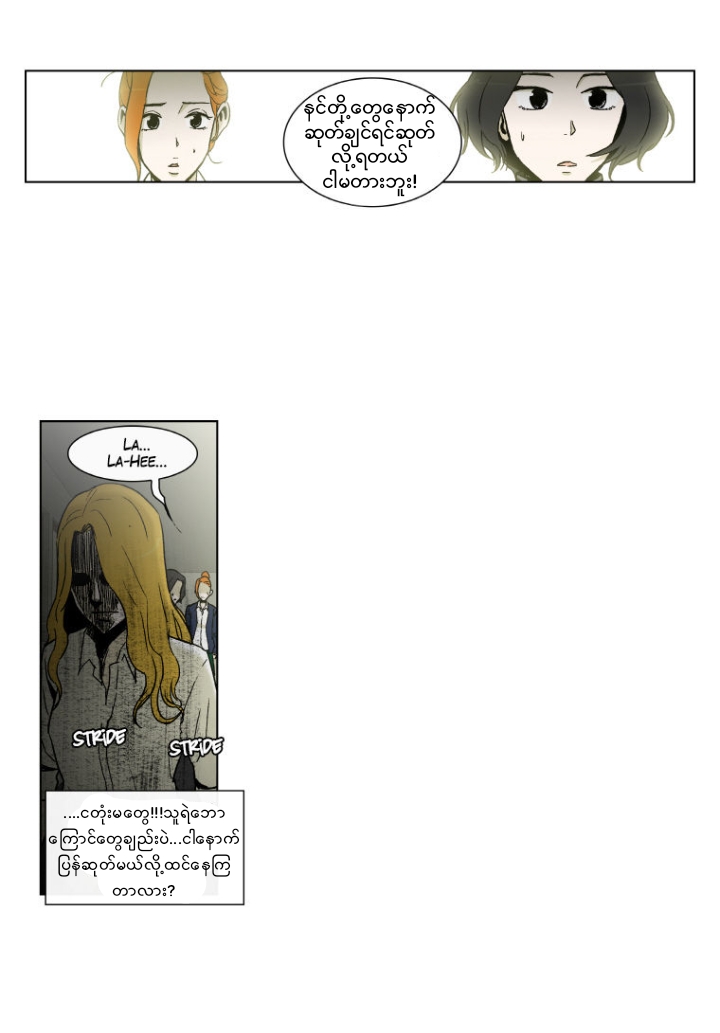 နင်တို့တွေနောက်
ဆုတ်ချင်ရင်ဆုတ်
လို့ရတယ်
ငါမတားဘူး!
LA...
LA-HEE...
STRIDE
STRIDE
....ငတုံးမတွေ!!!သူရဲဘော
ကြောင်တွေချည်းပဲ...ငါနောက်
ပြန်ဆုတ်မယ်လို့ထင်နေကြ
တာလား?